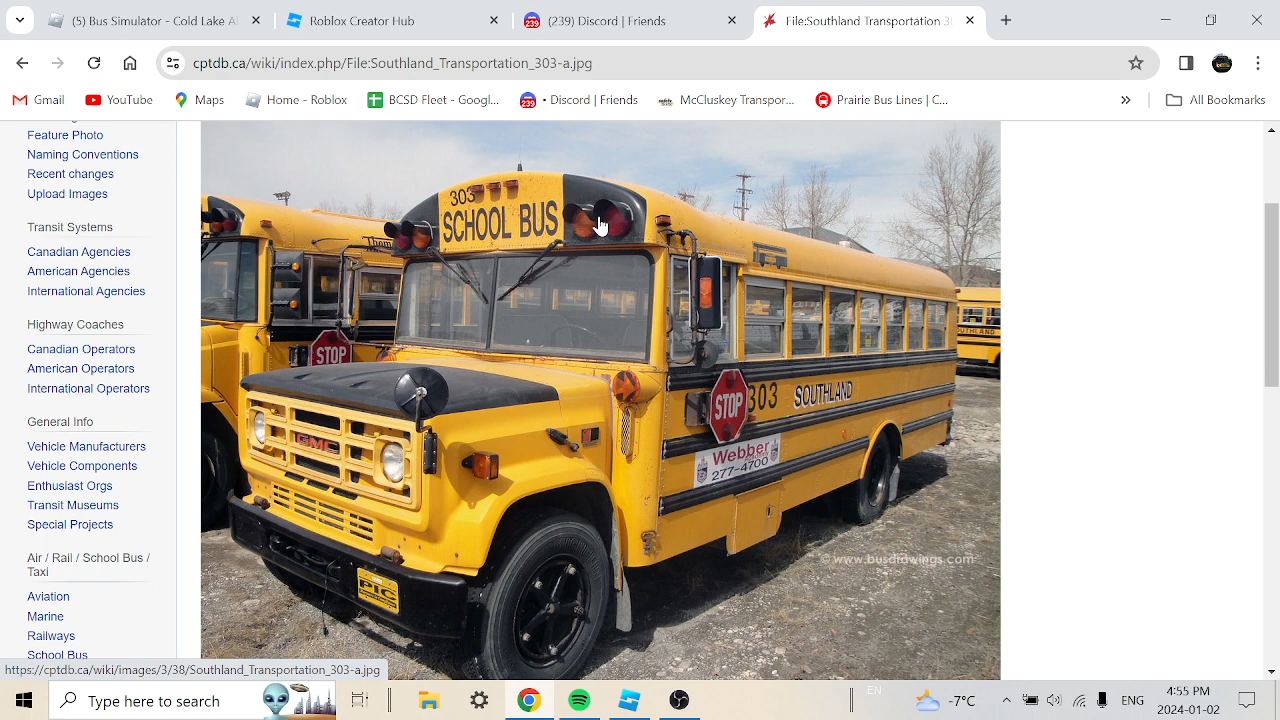 (5) Bus Simulator - Cold Lake Al
Roblox Creator Hub
(239) Discord | Friends
File:Southland_Transportation 3
cptdb.ca/wiki/index.php/File:Southland_Transportation_303-a.jpg
Gmail
YouTube
Maps
Home - Roblox
BCSD Fleet - Googl...
• Discord | Friends
McCluskey Transpor...
Prairie Bus Lines | C...
All Bookmarks
Feature Photo
Naming Conventions
Recent changes
Upload Images
Transit Systems
Canadian Agencies
American Agencies
International Agencies
Highway Coaches
Canadian Operators
American Operators
International Operators
General Info
Vehicle Manufacturers
Vehicle Components
Enthusiast Orgs
Transit Museums
Special Projects
Air / Rail / School Bus /
Taxi
Aviation
Marine
Railways
School Bus
303
SCHOOL BUS
STOP
STOP
303 SOUTHLAND
Webber
277-4700
GMC
PIC
© www.busdrawings.com
https://cptdb.ca/wiki/images/3/38/Southland_Transportation_303-a.jpg
Type here to search
EN
-7°C
ENG
4:55 PM
2024-01-02